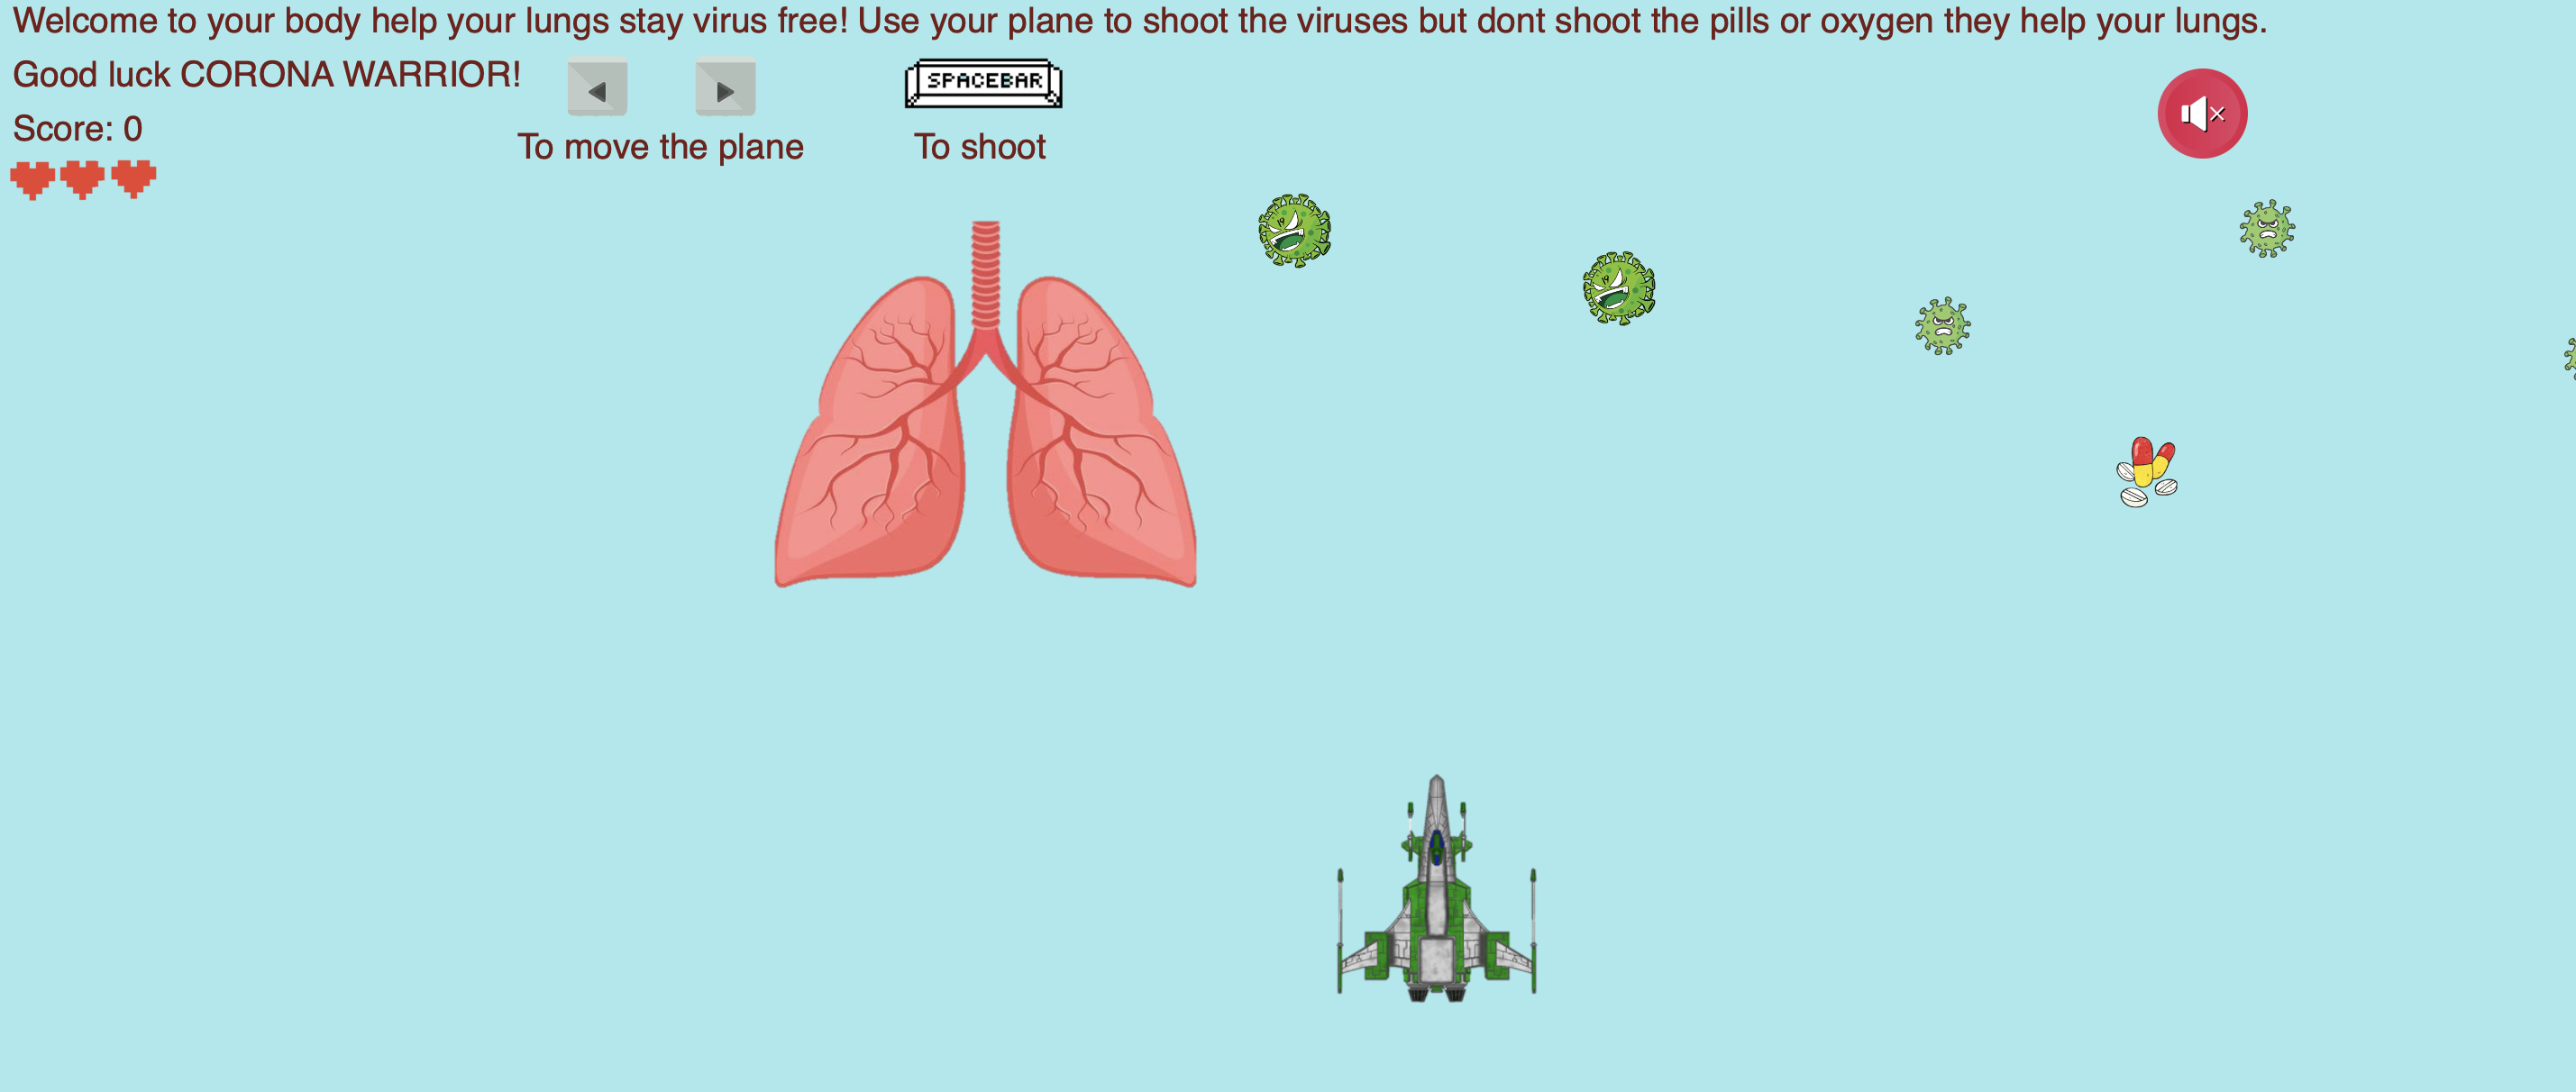 Welcome to your body help your lungs stay virus free! Use your plane to shoot the viruses but dont shoot the pills or oxygen they help your lungs.
Good luck CORONA WARRIOR!
SPACEBAR
Score: 0
To move the plane
To shoot